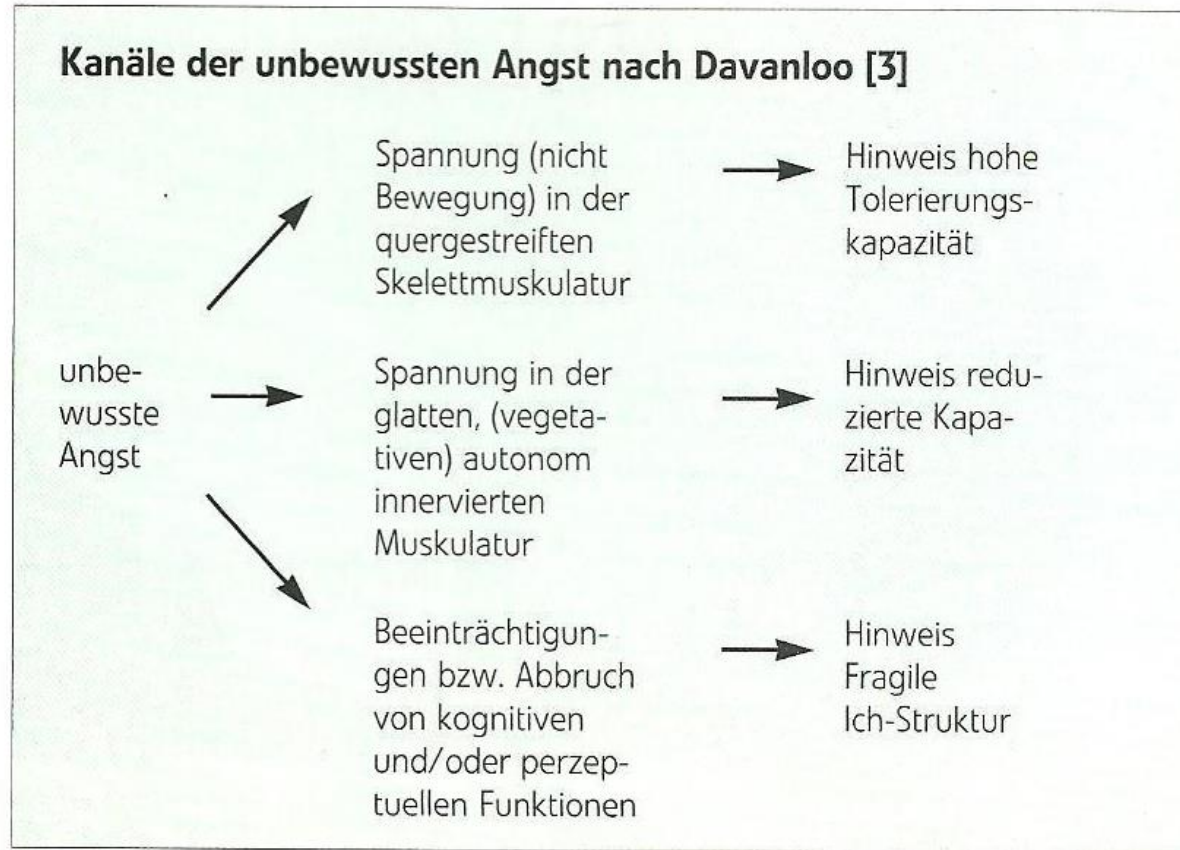 Kanäle der unbewussten Angst nach Davanloo [3]
Spannung (nicht
Bewegung) in der
quergestreiften
Skelettmuskulatur
Hinweis hohe
Tolerierungs-
kapazität
unbe-
wusste
Angst
Spannung in der
glatten, (vegeta-
tiven) autonom
innervierten
Muskulatur
Hinweis redu-
zierte Kapa-
zität
Beeinträchtigun-
gen bzw. Abbruch
von kognitiven
und/oder perzep-
tuellen Funktionen
Hinweis
Fragile
Ich-Struktur